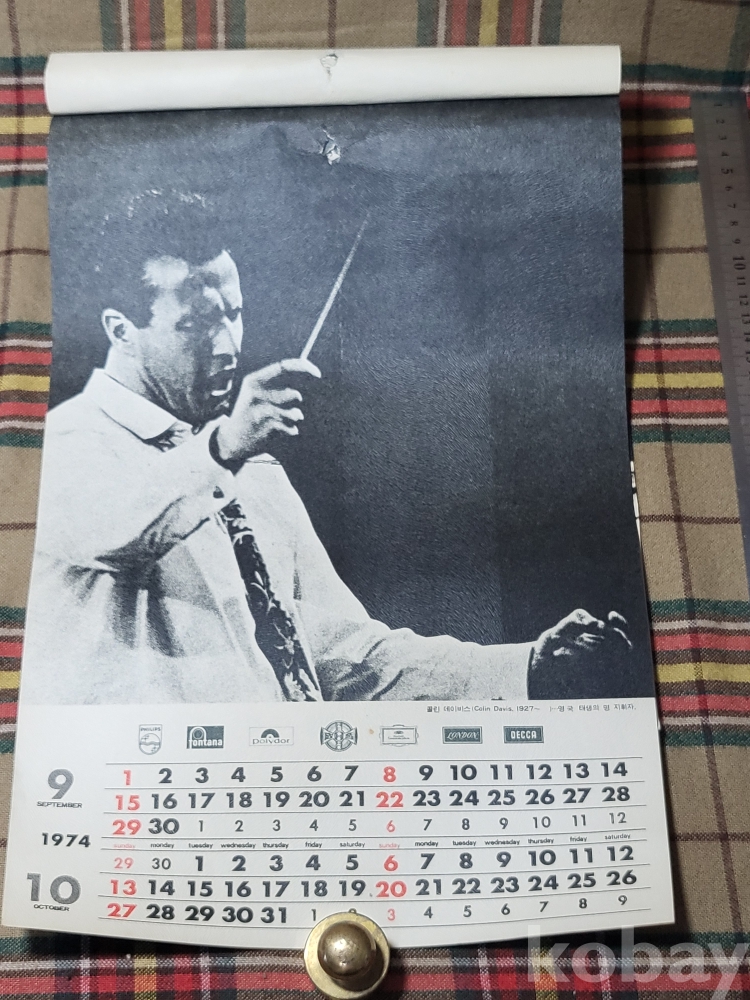 콜린 데이비스(Colin Davis, 1927~ )-영국 태생의 명 지휘자.
PHILIPS fontana Polydor LONDON DECCA
9 1 2 3 4 5 6 7 8 9 10 11 12 13 14
SEPTEMBER 15 16 17 18 19 20 21 22 23 24 25 26 27 28
29 30 1 2 3 4 5 6 7 8 9 10 11 12
1974 sunday monday tuesday wednesday thursday friday saturday sunday monday tuesday wednesday thursday friday saturday
29 30 1 2 3 4 5 6 7 8 9 10 11 12
10 13 14 15 16 17 18 19 20 21 22 23 24 25 26
OCTOBER 27 28 29 30 31 1 2 3 4 5 6 7 8 9
kobay